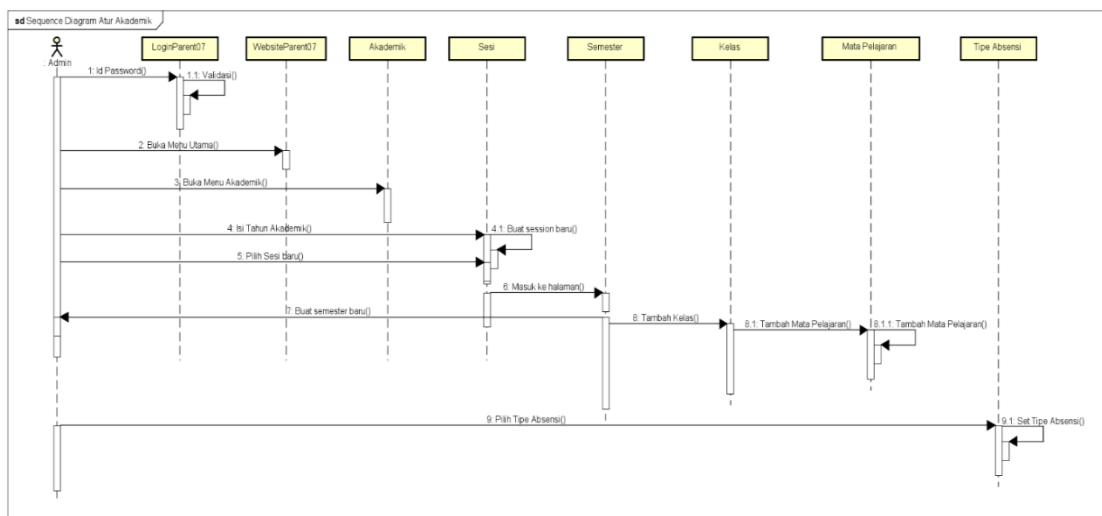 sd Sequence Diagram Atur Akademik
: Admin
LoginParent07
WebsiteParent07
Akademik
Sesi
Semester
Kelas
Mata Pelajaran
Tipe Absensi
1: Id Password()
1.1: Validasi()
2: Buka Menu Utama()
3: Buka Menu Akademik()
4: Isi Tahun Akademik()
4.1: Buat session baru()
5: Pilih Sesi baru()
6: Masuk ke halaman()
7: Buat semester baru()
8: Tambah Kelas()
8.1: Tambah Mata Pelajaran()
8.1.1: Tambah Mata Pelajaran()
9: Pilih Tipe Absensi()
9.1: Set Tipe Absensi()